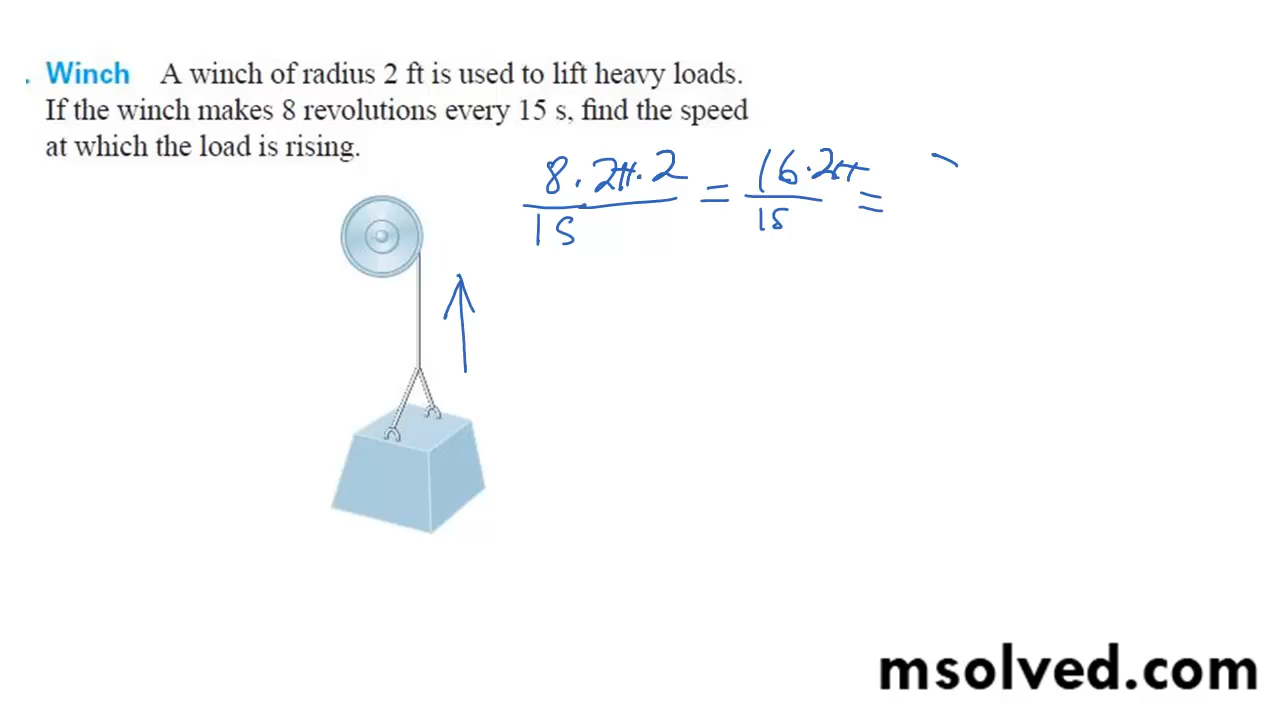 . Winch A winch of radius 2 ft is used to lift heavy loads.
If the winch makes 8 revolutions every 15 s, find the speed
at which the load is rising.
8 · 2π · 2 / 15 = 16 · 2π / 15 =
msolved.com